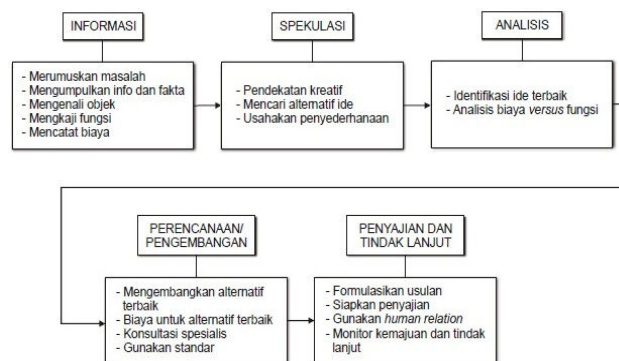 INFORMASI
- Merumuskan masalah
- Mengumpulkan info dan fakta
- Mengenali objek
- Mengkaji fungsi
- Mencatat biaya
SPEKULASI
- Pendekatan kreatif
- Mencari alternatif ide
- Usahakan penyederhanaan
ANALISIS
- Identifikasi ide terbaik
- Analisis biaya versus fungsi
PERENCANAAN/
PENGEMBANGAN
- Mengembangkan alternatif
terbaik
- Biaya untuk alternatif terbaik
- Konsultasi spesialis
- Gunakan standar
PENYAJIAN DAN
TINDAK LANJUT
- Formulasikan usulan
- Siapkan penyajian
- Gunakan human relation
- Monitor kemajuan dan tindak
lanjut